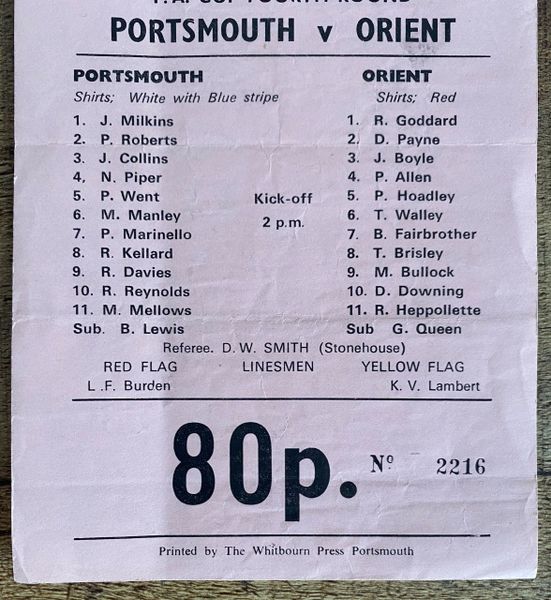 F.A. CUP FOURTH ROUND
PORTSMOUTH v ORIENT
PORTSMOUTH ORIENT
Shirts; White with Blue stripe Shirts; Red
1. J. Milkins 1. R. Goddard
2. P. Roberts 2. D. Payne
3. J. Collins 3. J. Boyle
4, N. Piper 4. P. Allen
5. P. Went 5. P. Hoadley
Kick-off
6. M. Manley 6. T. Walley
2 p.m.
7. P. Marinello 7. B. Fairbrother
8. R. Kellard 8. T. Brisley
9. R. Davies 9. M. Bullock
10. R. Reynolds 10. D. Downing
11. M. Mellows 11. R. Heppollette
Sub. B. Lewis Sub G. Queen
Referee. D. W. SMITH (Stonehouse)
RED FLAG LINESMEN YELLOW FLAG
L .F. Burden K. V. Lambert
80p. Nº 2216
Printed by The Whitbourn Press Portsmouth